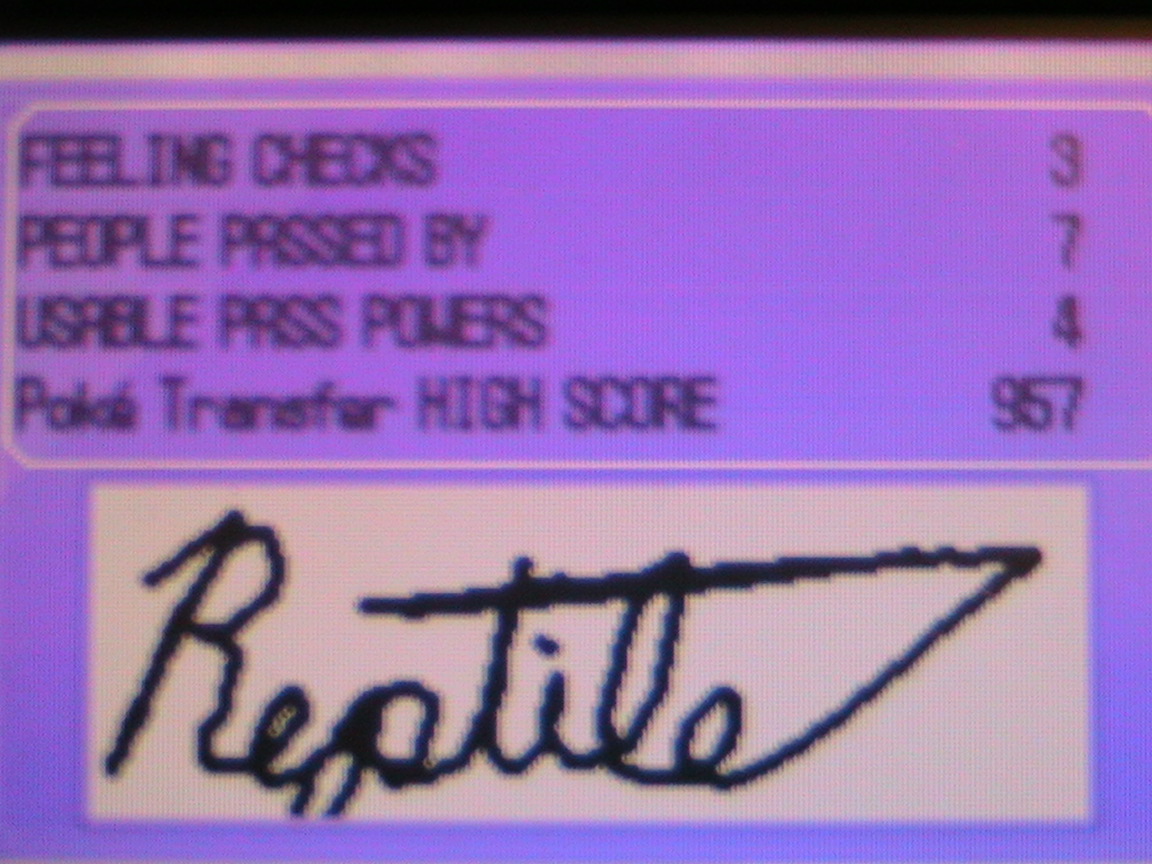 FEELING CHECKS 3
PEOPLE PASSED BY 7
USABLE PASS POWERS 4
Poké Transfer HIGH SCORE 957
Reptile